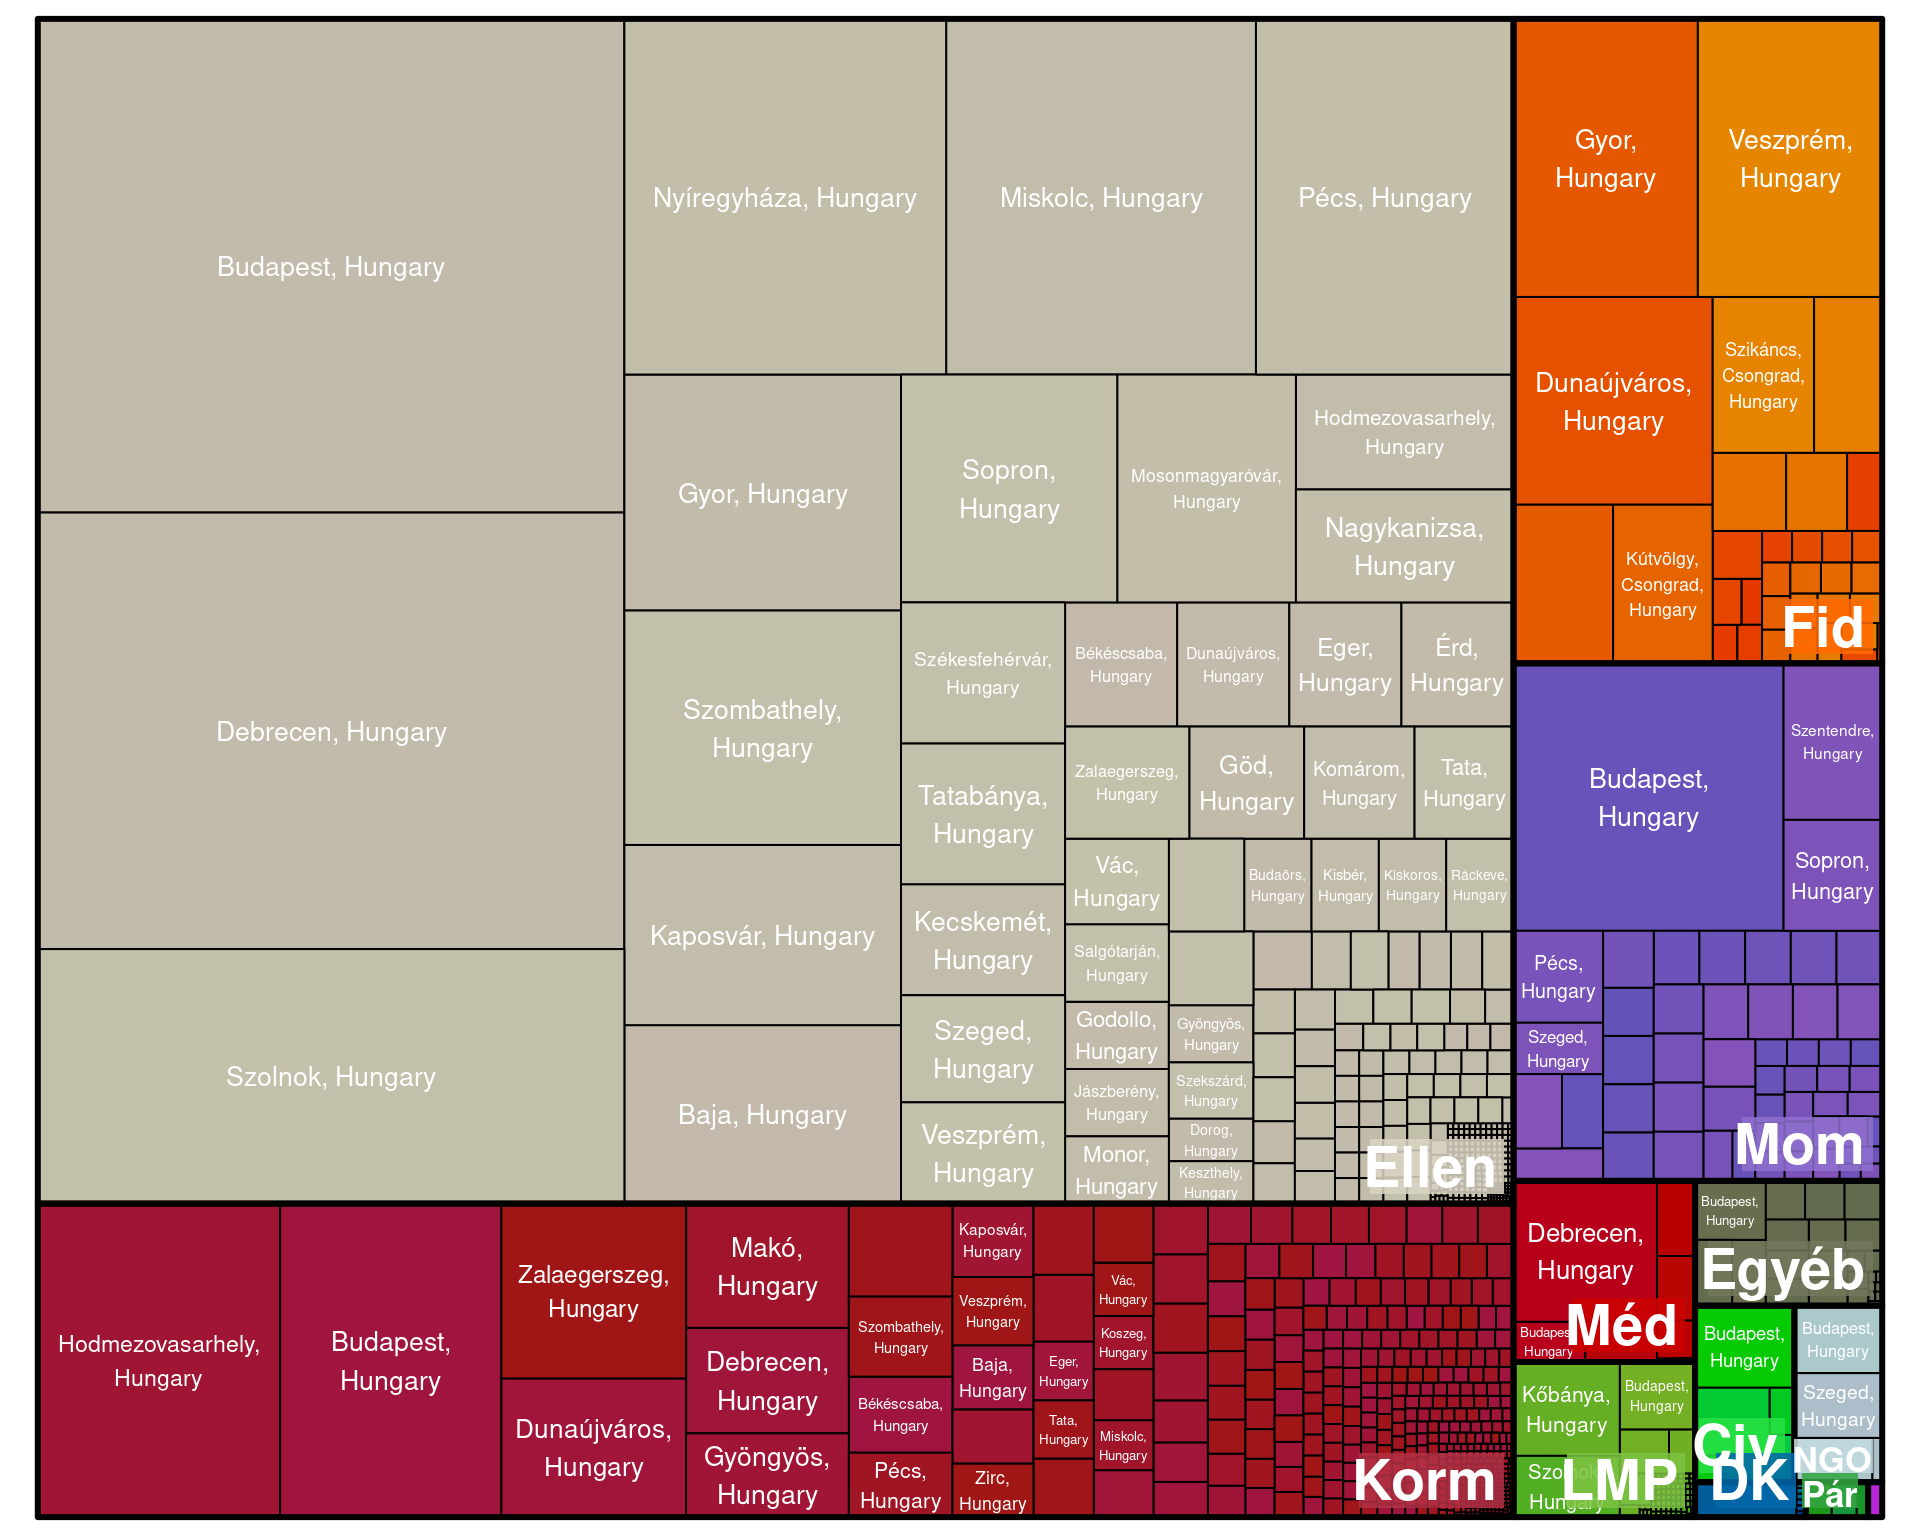 Budapest, Hungary
Debrecen, Hungary
Szolnok, Hungary
Nyíregyháza, Hungary
Miskolc, Hungary
Pécs, Hungary
Gyor, Hungary
Szombathely,
Hungary
Kaposvár, Hungary
Baja, Hungary
Sopron,
Hungary
Mosonmagyaróvár,
Hungary
Hodmezovasarhely,
Hungary
Nagykanizsa,
Hungary
Székesfehérvár,
Hungary
Tatabánya,
Hungary
Kecskemét,
Hungary
Szeged,
Hungary
Veszprém,
Hungary
Békéscsaba,
Hungary
Dunaújváros,
Hungary
Eger,
Hungary
Érd,
Hungary
Zalaegerszeg,
Hungary
Göd,
Hungary
Komárom,
Hungary
Tata,
Hungary
Vác,
Hungary
Salgótarján,
Hungary
Godollo,
Hungary
Jászberény,
Hungary
Monor,
Hungary
Budaörs,
Hungary
Kisbér,
Hungary
Kiskoros,
Hungary
Ráckeve,
Hungary
Gyöngyös,
Hungary
Szekszárd,
Hungary
Dorog,
Hungary
Keszthely,
Hungary
Ellen
Hodmezovasarhely,
Hungary
Budapest,
Hungary
Zalaegerszeg,
Hungary
Dunaújváros,
Hungary
Makó,
Hungary
Debrecen,
Hungary
Gyöngyös,
Hungary
Szombathely,
Hungary
Békéscsaba,
Hungary
Pécs,
Hungary
Kaposvár,
Hungary
Veszprém,
Hungary
Baja,
Hungary
Zirc,
Hungary
Eger,
Hungary
Tata,
Hungary
Vác,
Hungary
Koszeg,
Hungary
Miskolc,
Hungary
Korm
Gyor,
Hungary
Veszprém,
Hungary
Dunaújváros,
Hungary
Szikáncs,
Csongrad,
Hungary
Kútvölgy,
Csongrad,
Hungary
Fid
Budapest,
Hungary
Szentendre,
Hungary
Sopron,
Hungary
Pécs,
Hungary
Szeged,
Hungary
Mom
Debrecen,
Hungary
Budapest,
Hungary
Méd
Budapest,
Hungary
Egyéb
Kőbánya,
Hungary
Budapest,
Hungary
Szolnok,
Hungary
LMP
Budapest,
Hungary
Civ
Budapest,
Hungary
Szeged,
Hungary
NGO
DK
Pár